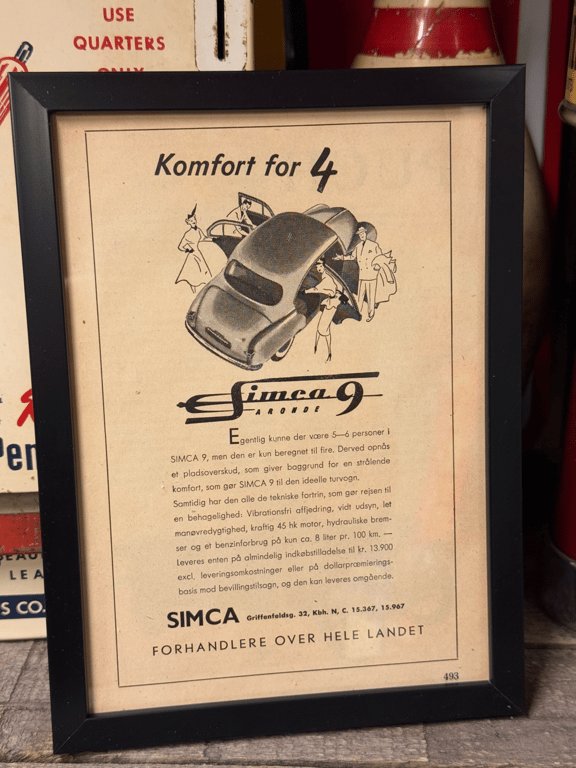 USE
QUARTERS
ONLY
Komfort for 4
Simca 9
ARONDE
Egentlig kunne der være 5—6 personer i
SIMCA 9, men den er kun beregnet til fire. Derved opnås
et pladsoverskud, som giver baggrund for en strålende
komfort, som gør SIMCA 9 til den ideelle turvogn.
Samtidig har den alle de tekniske fortrin, som gør rejsen til
en behagelighed: Vibrationsfri affjedring, vidt udsyn, let
manøvredygtighed, kraftig 45 hk motor, hydrauliske brem-
ser og et benzinforbrug på kun ca. 8 liter pr. 100 km. —
Leveres enten på almindelig indkøbstilladelse til kr. 13.900
excl. leveringsomkostninger eller på dollarpræmierings-
basis mod bevillingstilsagn, og den kan leveres omgående.
SIMCA Griffenfeldsg. 32, Kbh. N, C. 15.367, 15.967
FORHANDLERE OVER HELE LANDET
493
Pen
LEA
S CO.